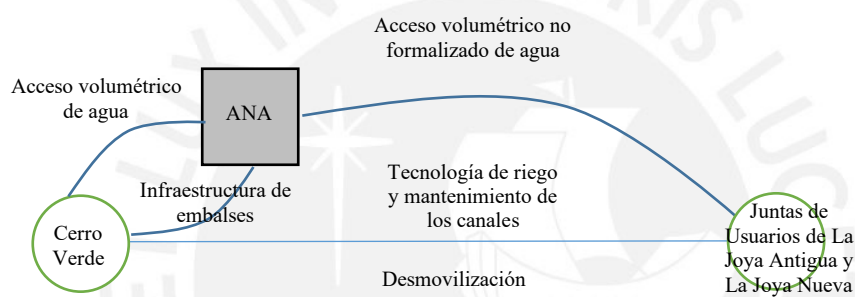 Acceso volumétrico no
formalizado de agua
Acceso volumétrico
de agua
ANA
Infraestructura de
embalses
Tecnología de riego
y mantenimiento de
los canales
Cerro
Verde
Juntas de
Usuarios de La
Joya Antigua y
La Joya Nueva
Desmovilización